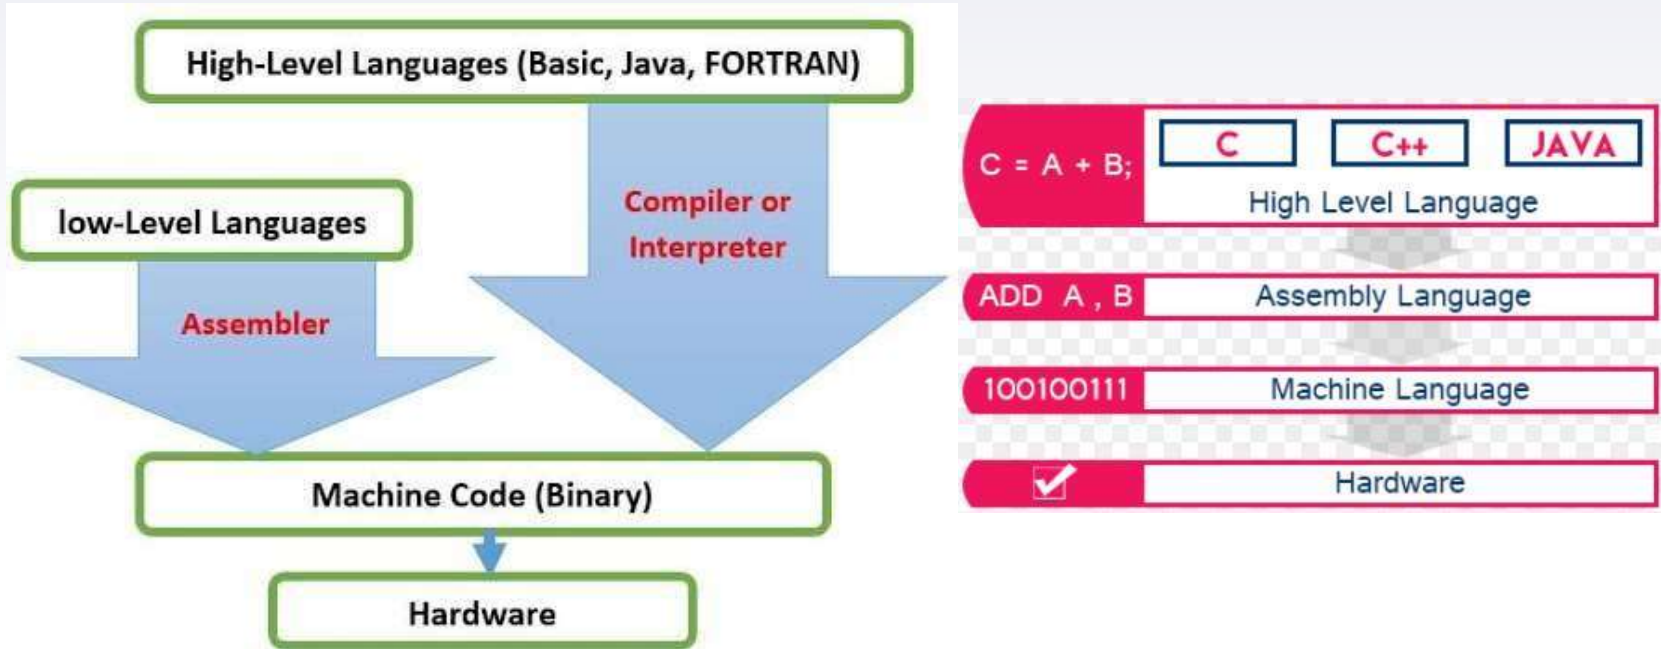 High-Level Languages (Basic, Java, FORTRAN)
low-Level Languages
Compiler or
Interpreter
Assembler
Machine Code (Binary)
Hardware
C = A + B;
C
C++
JAVA
High Level Language
ADD A , B
Assembly Language
100100111
Machine Language
Hardware